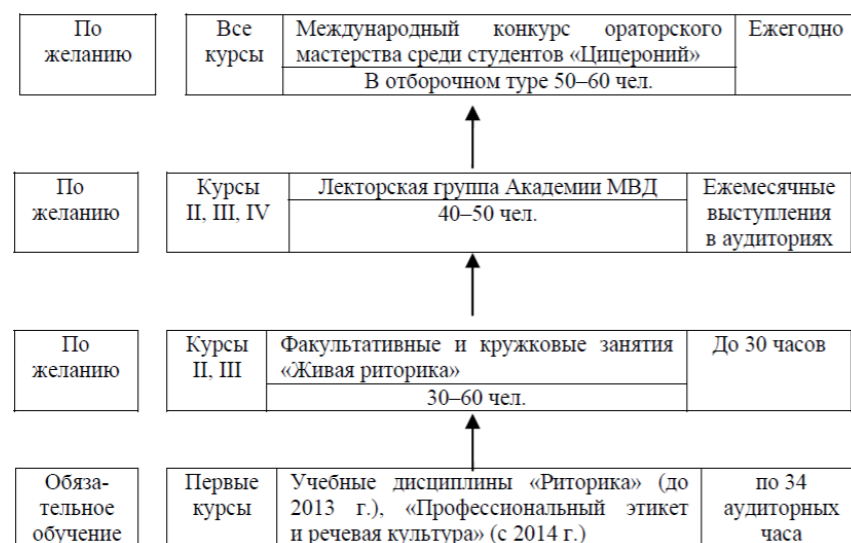 По
желанию
Все
курсы
Международный конкурс ораторского
мастерства среди студентов «Цицероний»
В отборочном туре 50–60 чел.
Ежегодно
По
желанию
Курсы
II, III, IV
Лекторская группа Академии МВД
40–50 чел.
Ежемесячные
выступления
в аудиториях
По
желанию
Курсы
II, III
Факультативные и кружковые занятия
«Живая риторика»
30–60 чел.
До 30 часов
Обяза-
тельное
обучение
Первые
курсы
Учебные дисциплины «Риторика» (до
2013 г.), «Профессиональный этикет
и речевая культура» (с 2014 г.)
по 34
аудиторных
часа